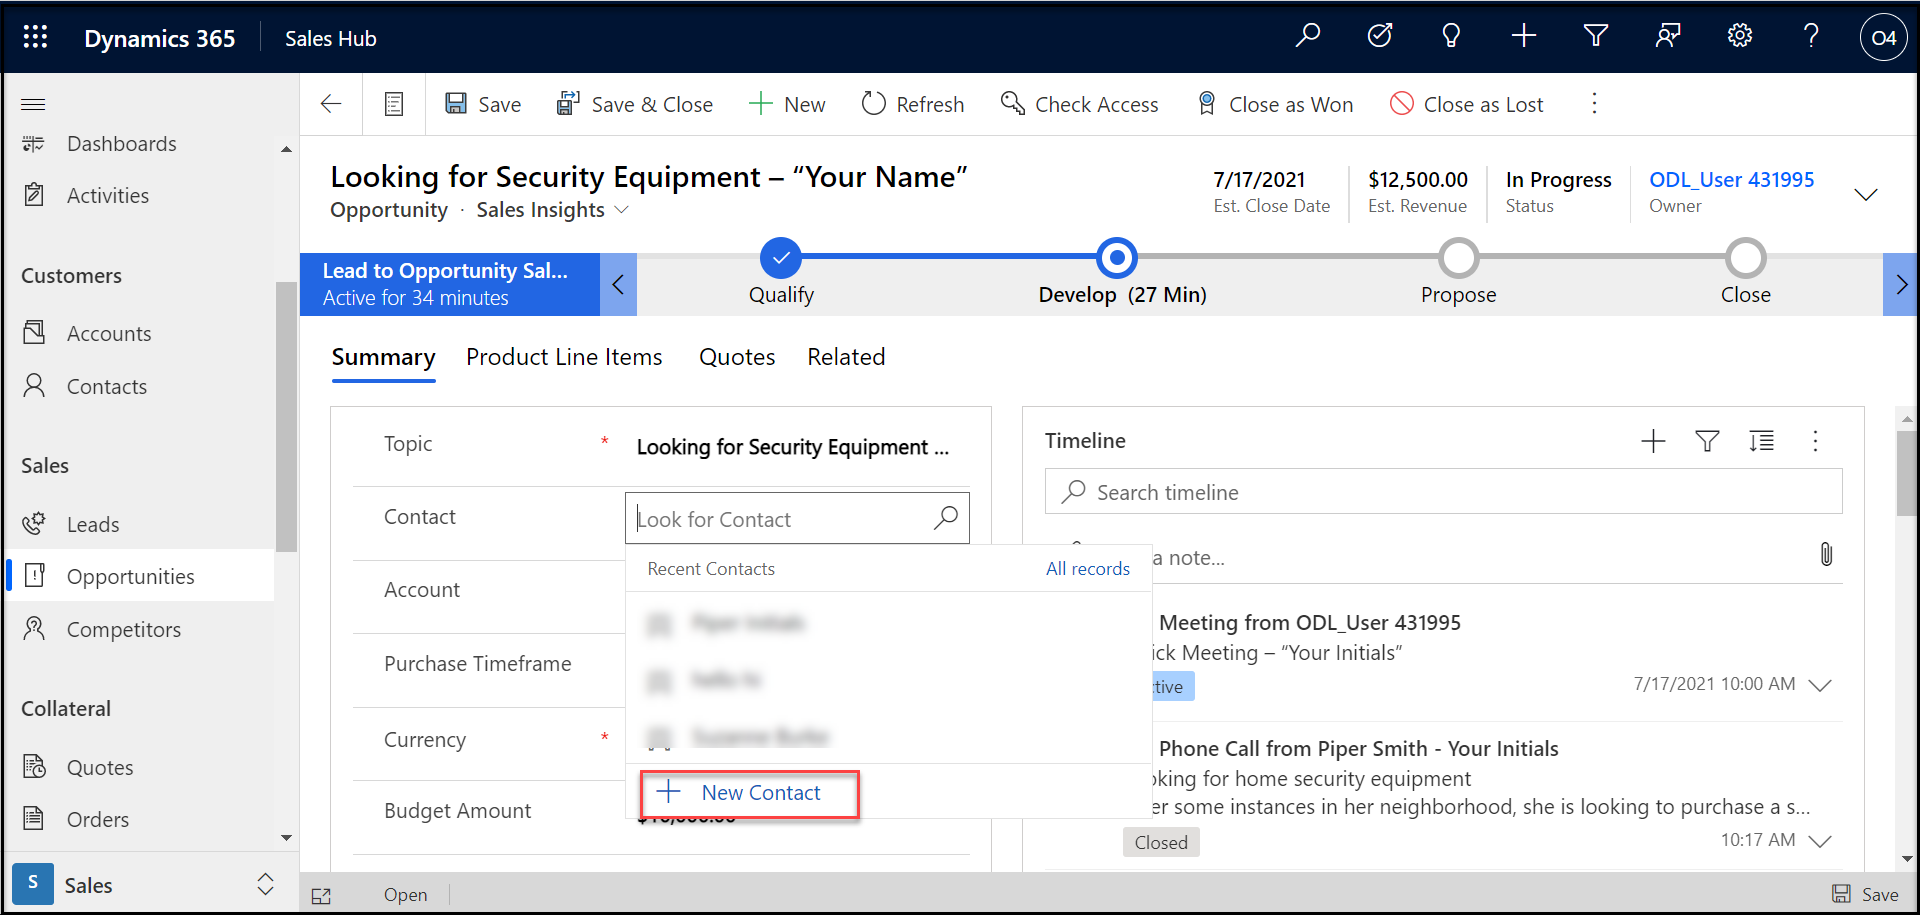 Dynamics 365 Sales Hub O4
Save Save & Close New Refresh Check Access Close as Won Close as Lost
Dashboards
Activities
Customers
Accounts
Contacts
Sales
Leads
Opportunities
Competitors
Collateral
Quotes
Orders
S Sales
Looking for Security Equipment – “Your Name”
Opportunity · Sales Insights
7/17/2021 $12,500.00 In Progress ODL_User 431995
Est. Close Date Est. Revenue Status Owner
Lead to Opportunity Sal...
Active for 34 minutes
Qualify Develop (27 Min) Propose Close
Summary Product Line Items Quotes Related
Topic * Looking for Security Equipment ...
Contact Look for Contact
Recent Contacts All records
New Contact
Account
Purchase Timeframe
Currency *
Budget Amount
Timeline
Search timeline
a note...
Meeting from ODL_User 431995
ick Meeting – “Your Initials”
tive 7/17/2021 10:00 AM
Phone Call from Piper Smith - Your Initials
oking for home security equipment
er some instances in her neighborhood, she is looking to purchase a s...
Closed 10:17 AM
Open Save